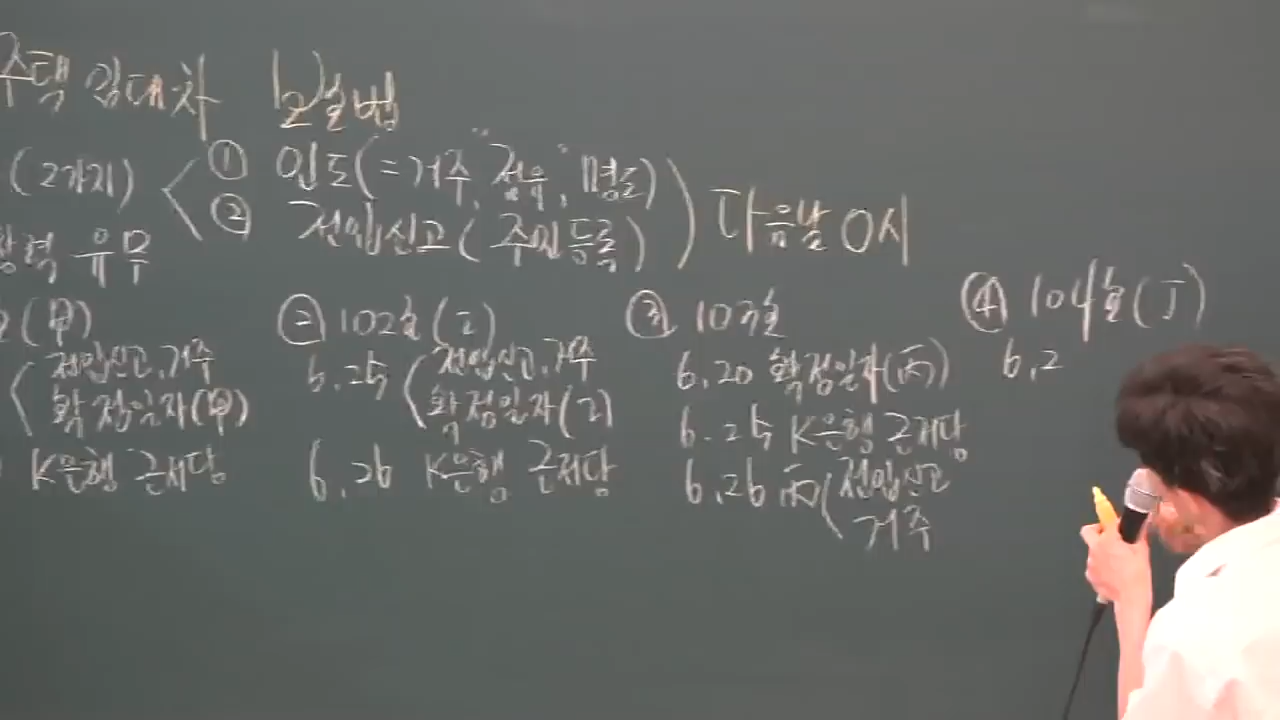 주택 임대차 보호법
(2가지) ① 인도(=거주, "점유", 명도)
② 전입신고(주민등록) 다음날 0시
항력 유무
(甲)
전입신고, 거주
확정일자(甲)
K은행 근저당
② 102호(乙)
6.25 전입신고, 거주
확정일자(乙)
6.26 K은행 근저당
③ 103호
6.20 확정일자(丙)
6.25 K은행 근저당
6.26 丙 전입신고
거주
④ 104호(丁)
6.2